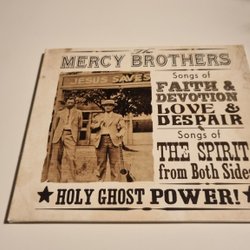 The
MERCY BROTHERS
JESUS SAVES
Songs of
FAITH &
DEVOTION
LOVE &
DESPAIR
Songs of
THE SPIRIT
from Both Sides
★ HOLY GHOST POWER! ★